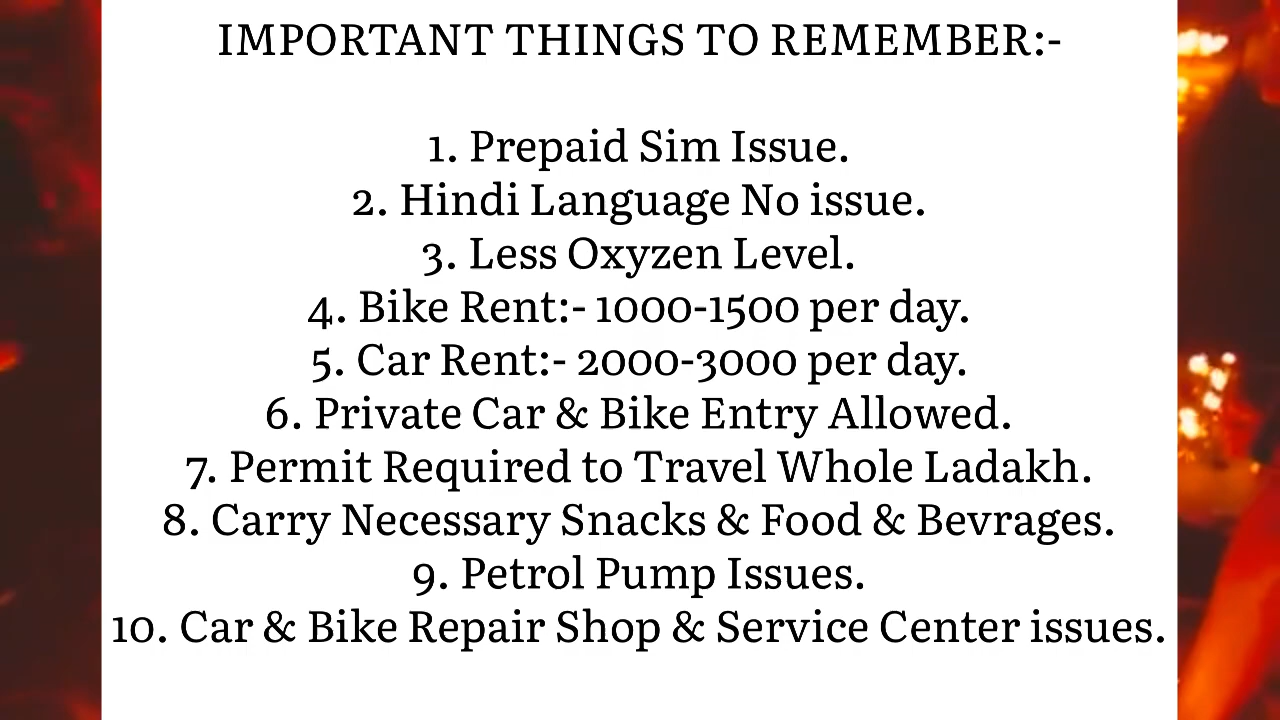 IMPORTANT THINGS TO REMEMBER:-
1. Prepaid Sim Issue.
2. Hindi Language No issue.
3. Less Oxyzen Level.
4. Bike Rent:- 1000-1500 per day.
5. Car Rent:- 2000-3000 per day.
6. Private Car & Bike Entry Allowed.
7. Permit Required to Travel Whole Ladakh.
8. Carry Necessary Snacks & Food & Bevrages.
9. Petrol Pump Issues.
10. Car & Bike Repair Shop & Service Center issues.